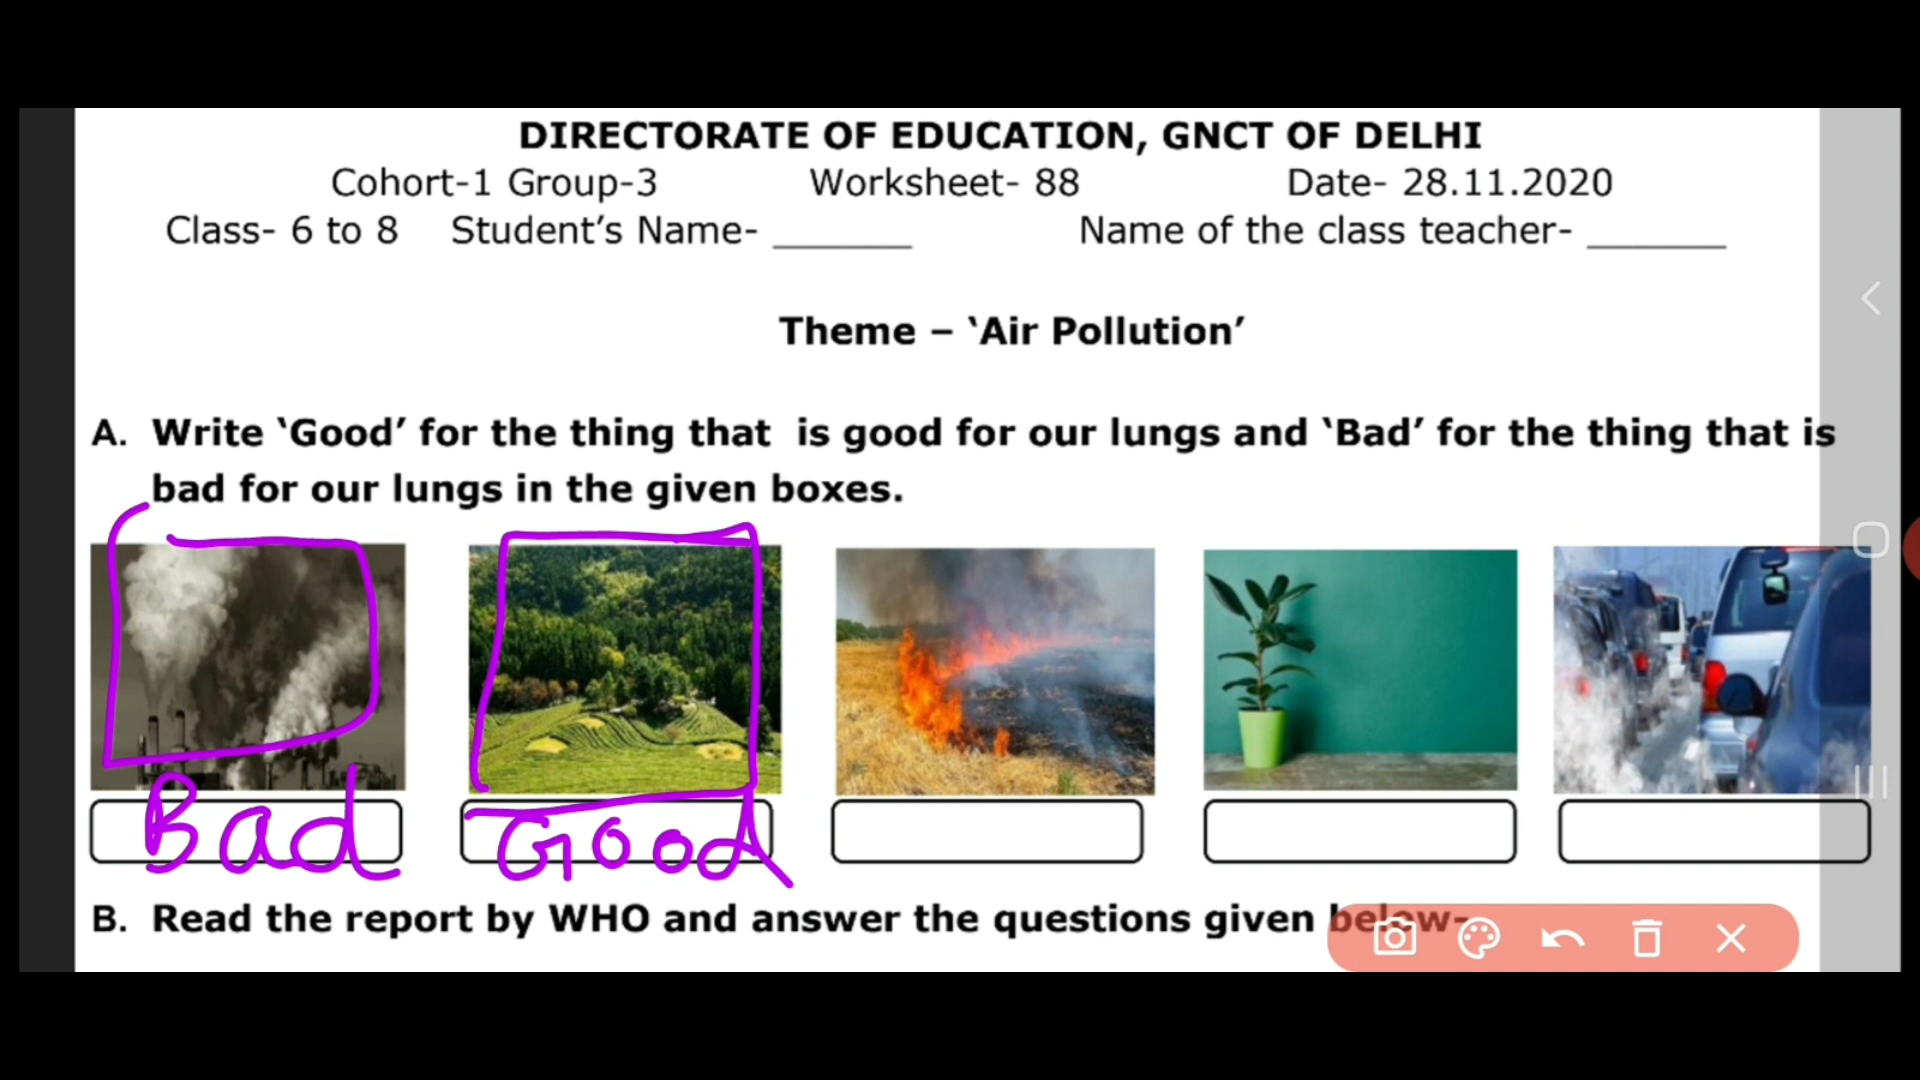 DIRECTORATE OF EDUCATION, GNCT OF DELHI
Cohort-1 Group-3 Worksheet- 88 Date- 28.11.2020
Class- 6 to 8 Student’s Name- _______ Name of the class teacher- _______
Theme – ‘Air Pollution’
A. Write ‘Good’ for the thing that is good for our lungs and ‘Bad’ for the thing that is
bad for our lungs in the given boxes.
Bad Good
B. Read the report by WHO and answer the questions given below-